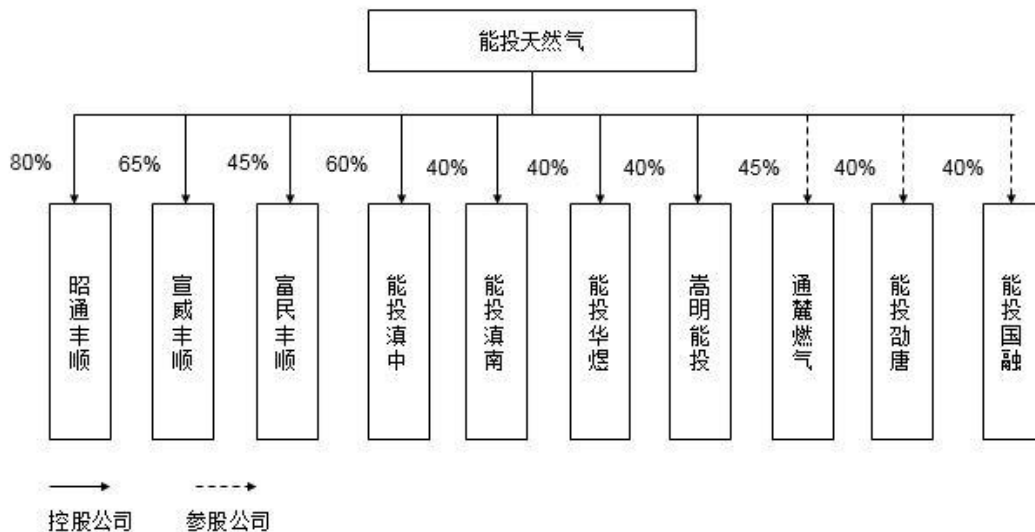 能投天然气
80%
65%
45%
60%
40%
40%
40%
45%
40%
40%
昭通丰顺
宣威丰顺
富民丰顺
能投滇中
能投滇南
能投华煜
嵩明能投
通麓燃气
能投劭唐
能投国融
控股公司
参股公司